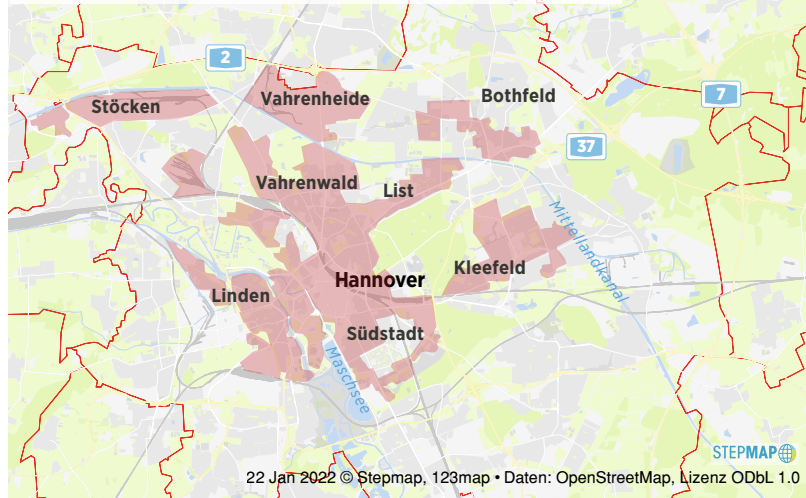 2
7
Stöcken
Vahrenheide
Bothfeld
37
Vahrenwald
List
Mittellandkanal
Kleefeld
Linden
Hannover
Südstadt
Maschsee
STEPMAP
22 Jan 2022 © Stepmap, 123map • Daten: OpenStreetMap, Lizenz ODbL 1.0